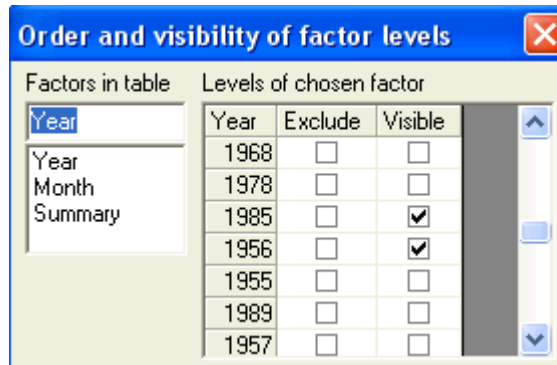 Order and visibility of factor levels
Factors in table
Year
Year
Month
Summary
Levels of chosen factor
Year Exclude Visible
1968
1978
1985
1956
1955
1989
1957